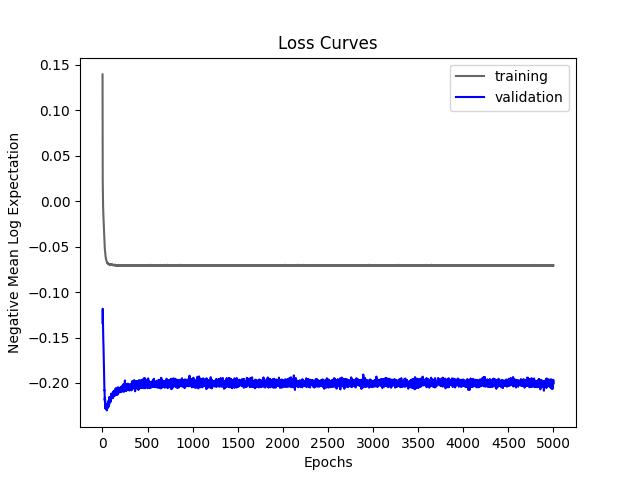 Loss Curves
training
validation
0.15
0.10
0.05
0.00
−0.05
−0.10
−0.15
−0.20
Negative Mean Log Expectation
0 500 1000 1500 2000 2500 3000 3500 4000 4500 5000
Epochs